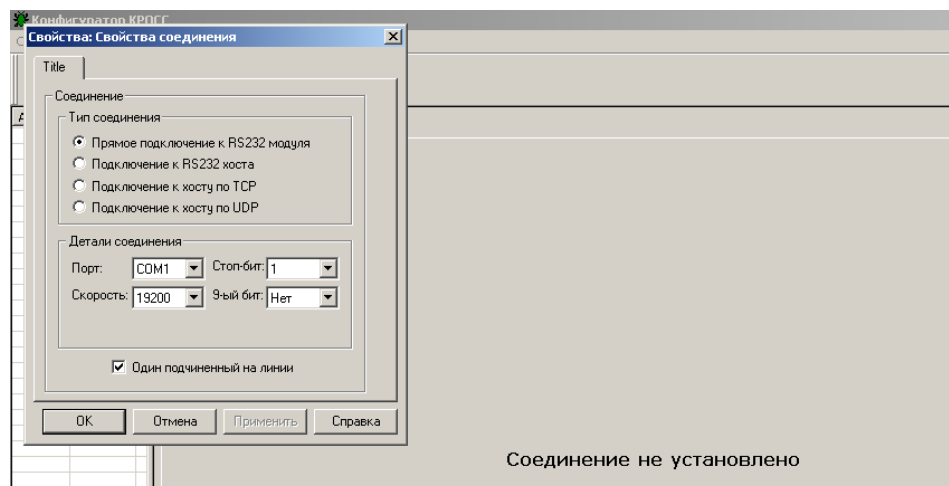 Конфигуратор КРОСС
Свойства: Свойства соединения
Title
Соединение
Тип соединения
Прямое подключение к RS232 модуля
Подключение к RS232 хоста
Подключение к хосту по TCP
Подключение к хосту по UDP
Детали соединения
Порт: COM1 Стоп-бит: 1
Скорость: 19200 9-ый бит: Нет
Один подчиненный на линии
OK Отмена Применить Справка
Соединение не установлено